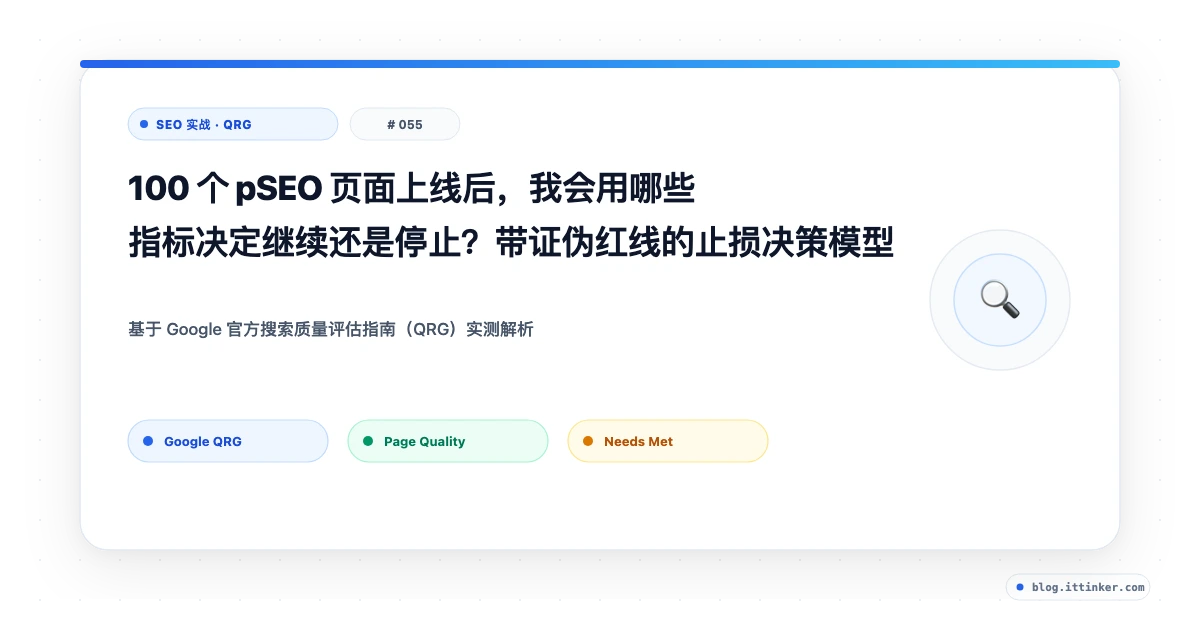 SEO 实战 · QRG
# 055
100 个 pSEO 页面上线后，我会用哪些
指标决定继续还是停止？带证伪红线的止损决策模型
基于 Google 官方搜索质量评估指南（QRG）实测解析
Google QRG
Page Quality
Needs Met
blog.ittinker.com